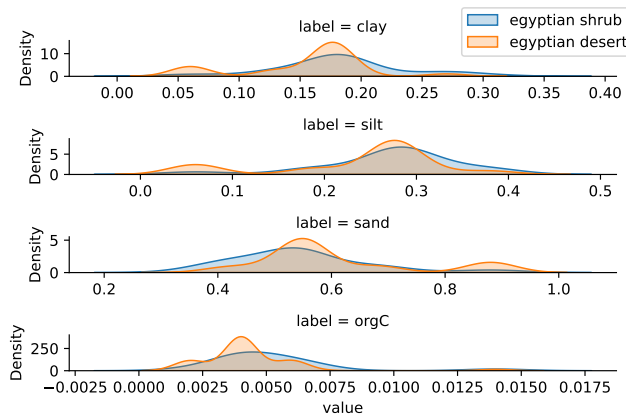 label = clay
egyptian shrub
egyptian desert
Density
10
0
0.00 0.05 0.10 0.15 0.20 0.25 0.30 0.35 0.40
label = silt
Density
5
0
0.0 0.1 0.2 0.3 0.4 0.5
label = sand
Density
5
0
0.2 0.4 0.6 0.8 1.0
label = orgC
Density
250
0
−0.0025 0.0000 0.0025 0.0050 0.0075 0.0100 0.0125 0.0150 0.0175
value